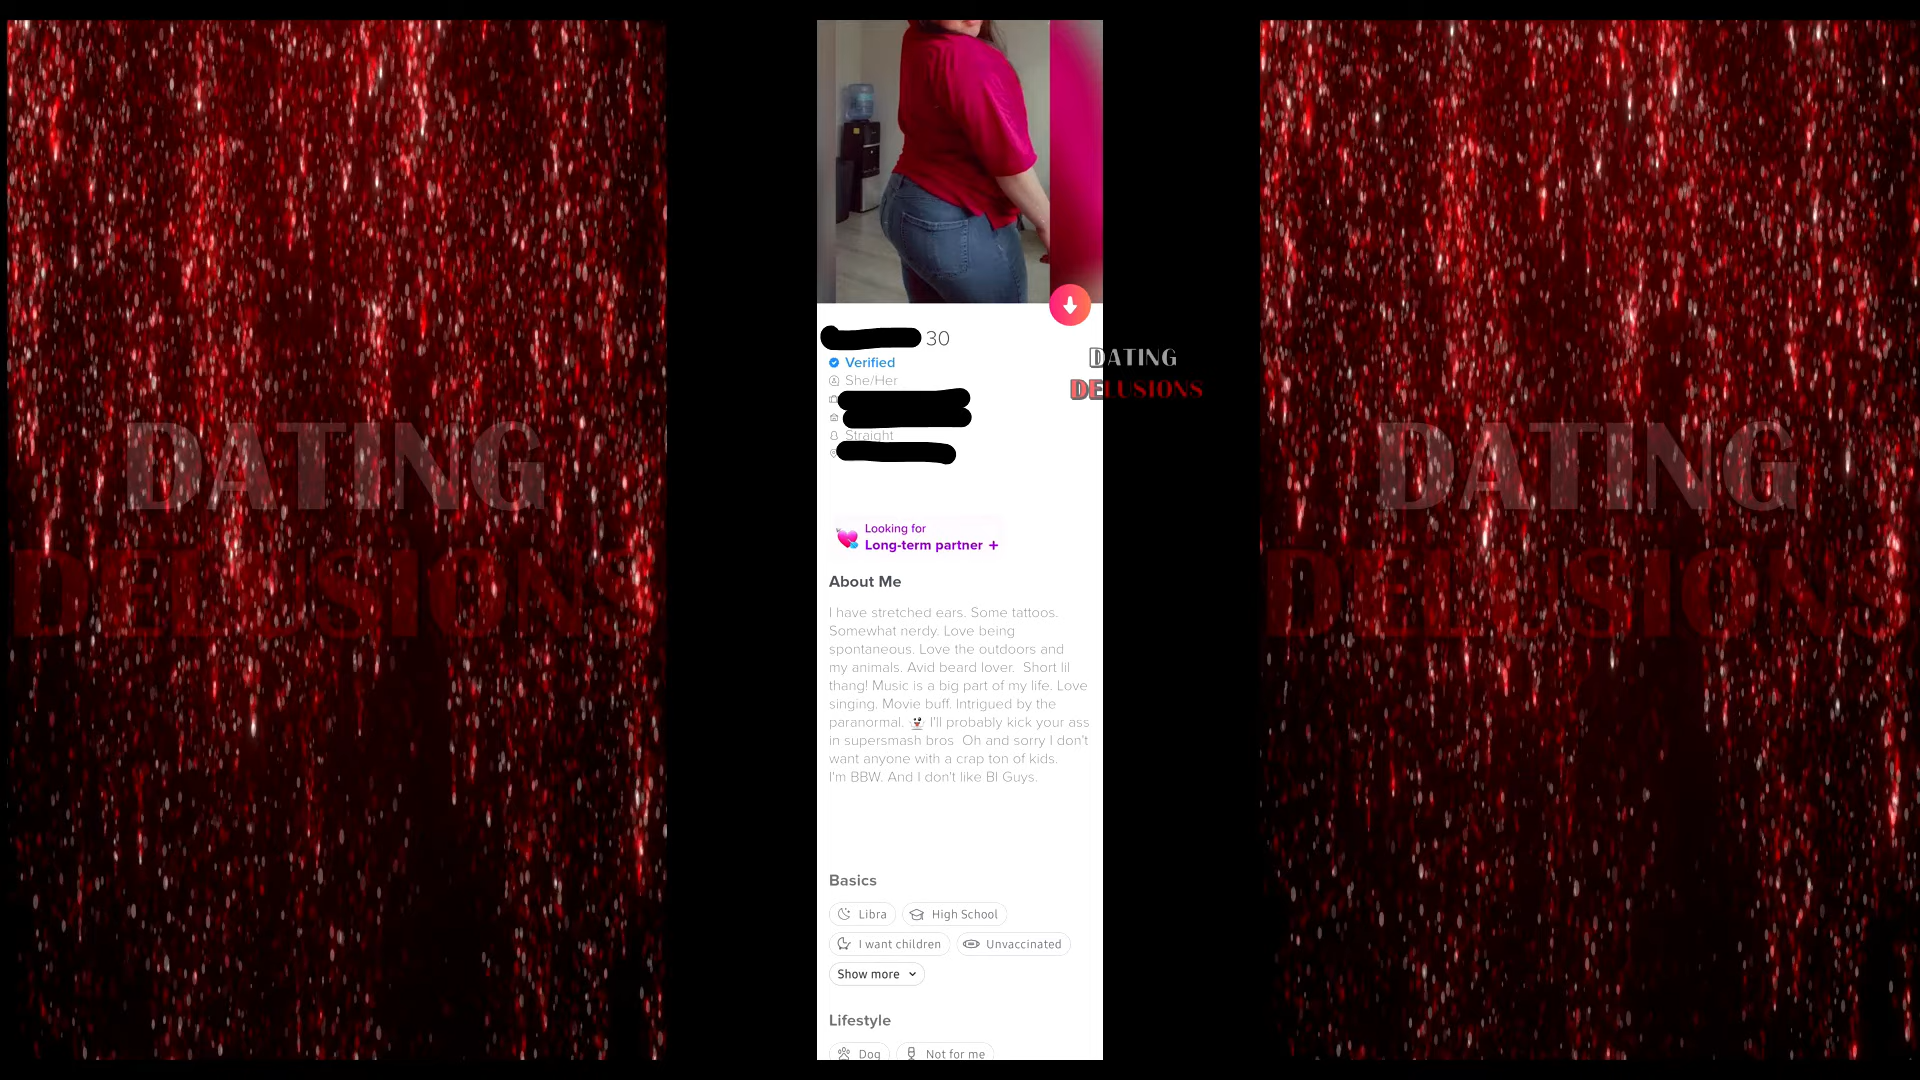 30
Verified
She/Her
Straight
DATING
DELUSIONS
DATING
DELUSIONS
DATING
DELUSIONS
Looking for
Long-term partner +
About Me
I have stretched ears. Some tattoos.
Somewhat nerdy. Love being
spontaneous. Love the outdoors and
my animals. Avid beard lover. Short lil
thang! Music is a big part of my life. Love
singing. Movie buff. Intrigued by the
paranormal. 👻 I'll probably kick your ass
in supersmash bros Oh and sorry I don't
want anyone with a crap ton of kids.
I'm BBW. And I don't like BI Guys.
Basics
Libra
High School
I want children
Unvaccinated
Show more
Lifestyle
Dog
Not for me